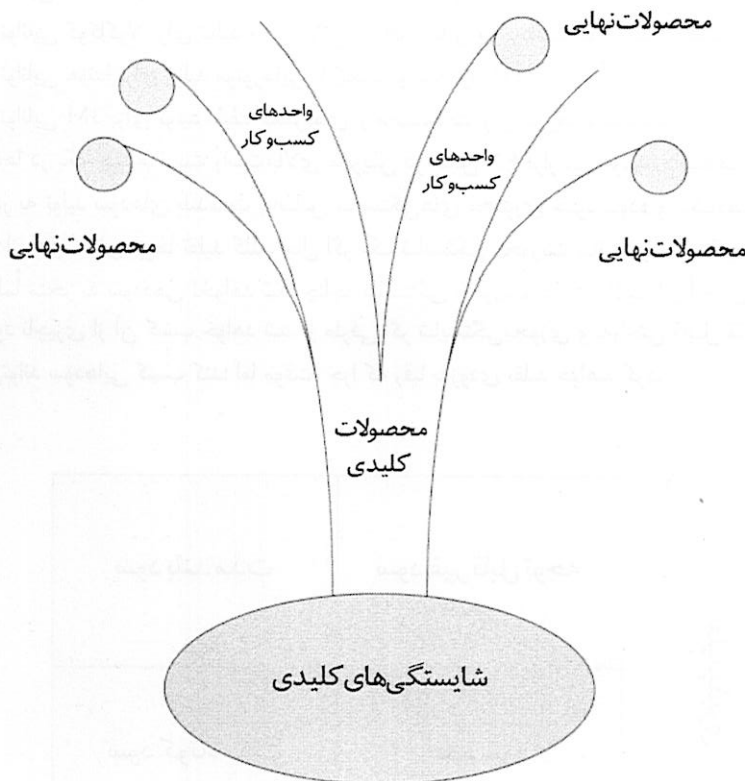 محصولات‌نهایی
واحدهای
کسب‌وکار
واحدهای
کسب‌وکار
محصولات‌نهایی
محصولات‌نهایی
محصولات
کلیدی
شایستگی‌های کلیدی